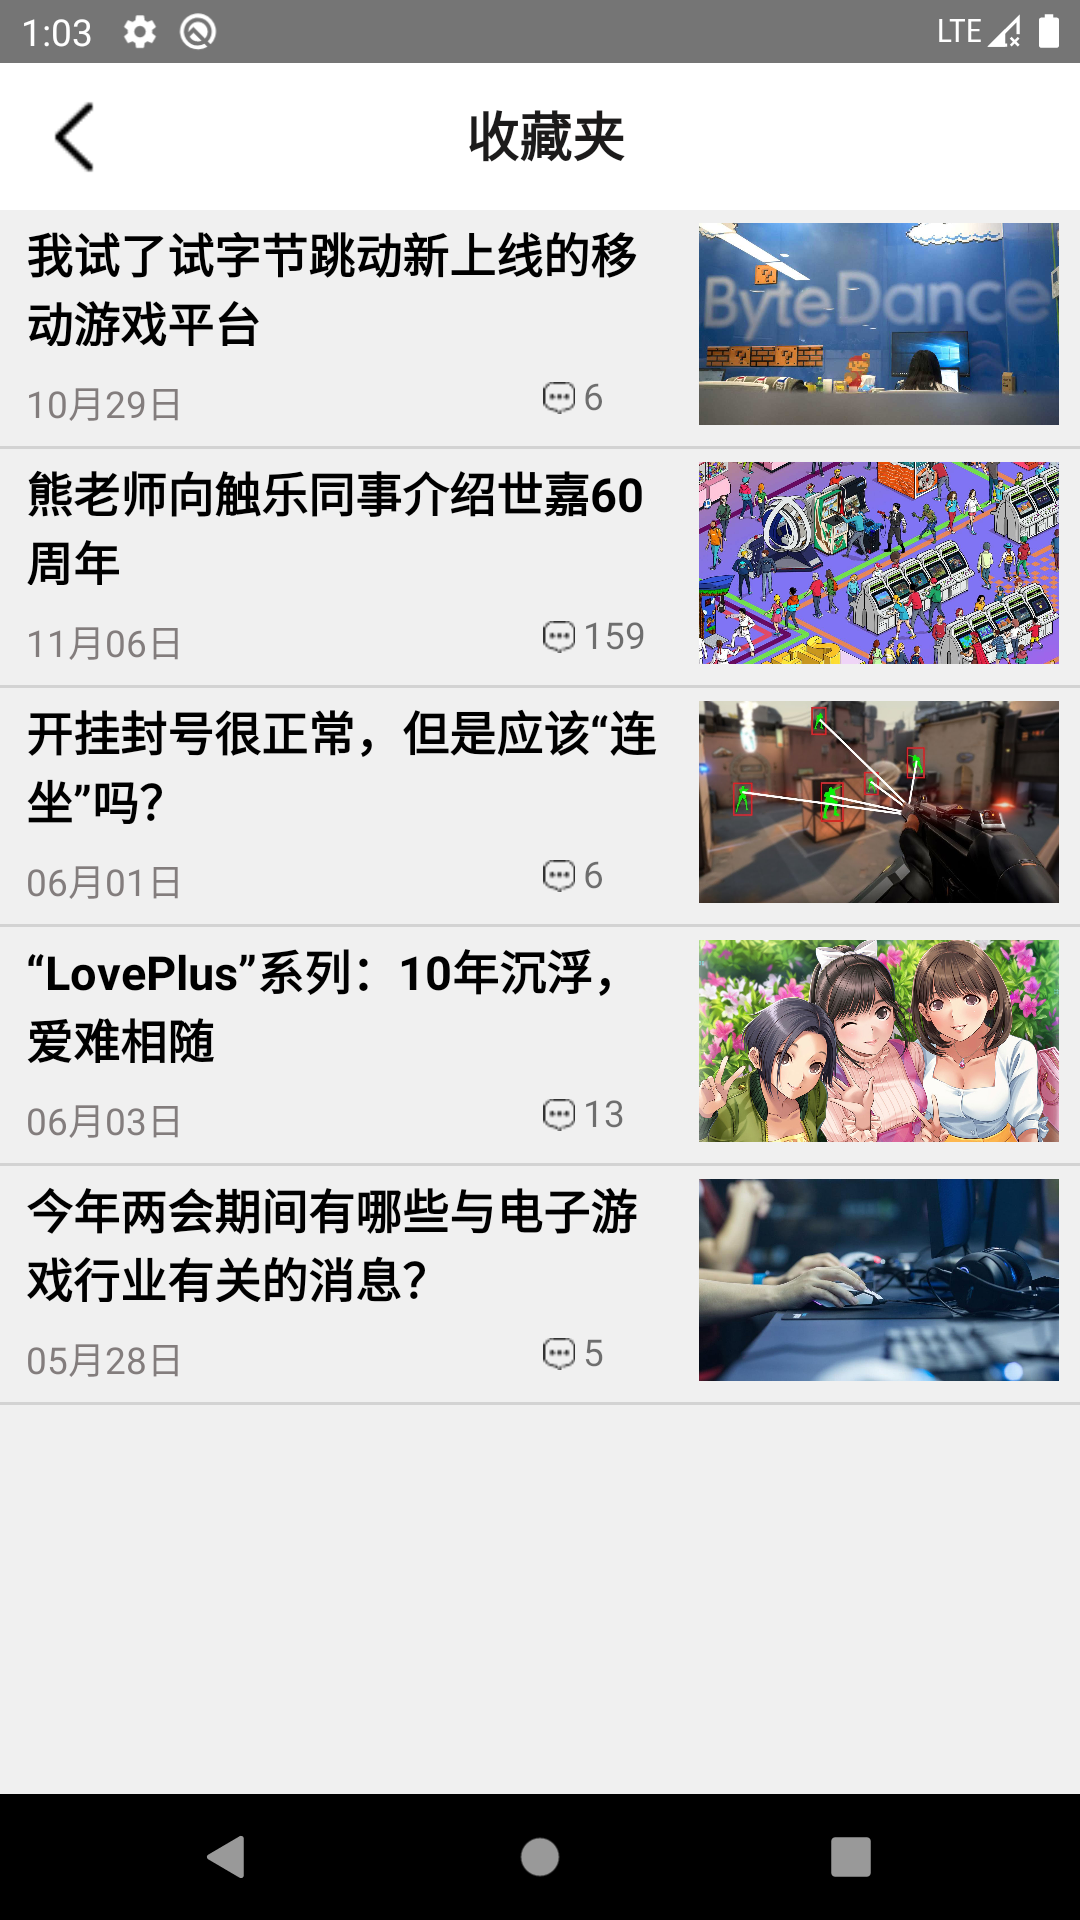 1:03
LTE
收藏夹
我试了试字节跳动新上线的移
动游戏平台
10月29日
6
ByteDance
熊老师向触乐同事介绍世嘉60
周年
11月06日
159
开挂封号很正常，但是应该“连
坐”吗？
06月01日
6
“LovePlus”系列：10年沉浮，
爱难相随
06月03日
13
今年两会期间有哪些与电子游
戏行业有关的消息？
05月28日
5